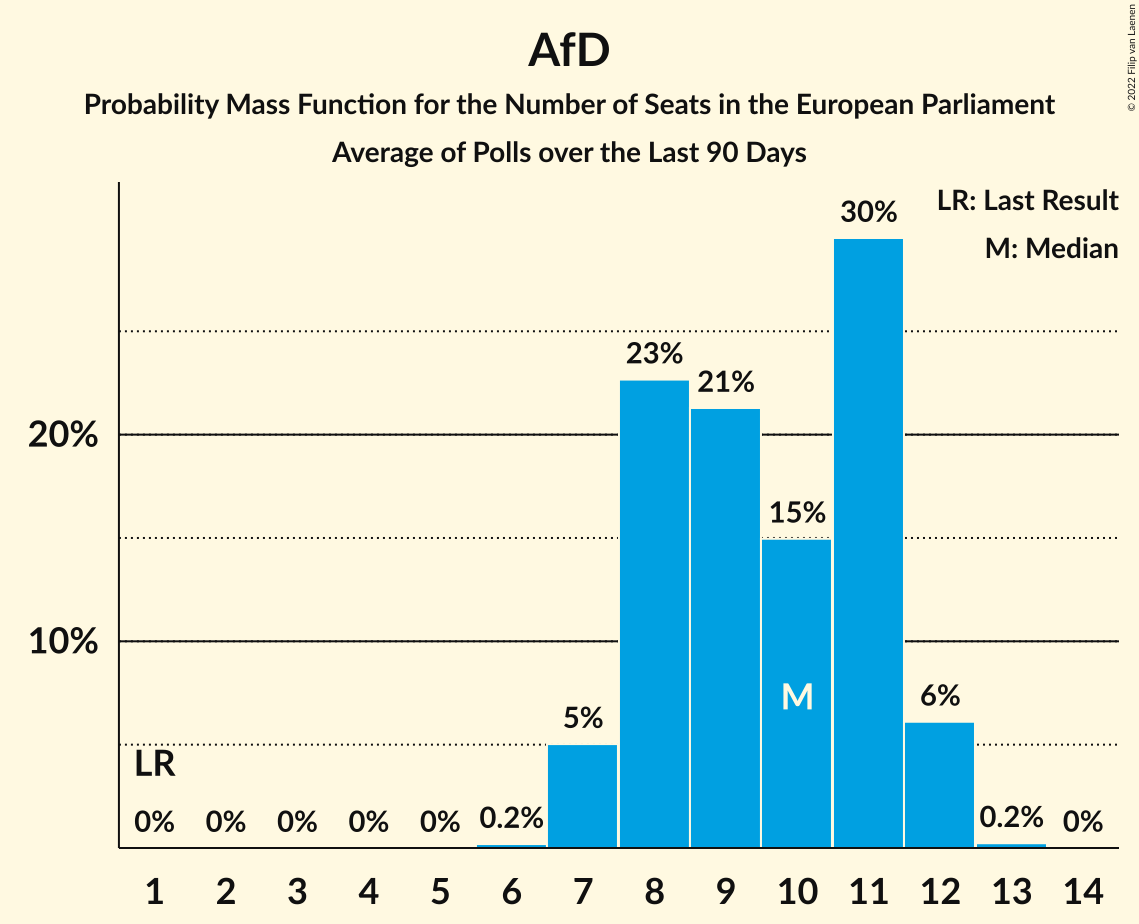 AfD
Probability Mass Function for the Number of Seats in the European Parliament
Average of Polls over the Last 90 Days
© 2022 Filip van Laenen
LR: Last Result
M: Median
30%
23%
21%
20%
15%
10%
M
6%
5%
LR
0% 0% 0% 0% 0% 0.2% 0.2% 0%
1 2 3 4 5 6 7 8 9 10 11 12 13 14